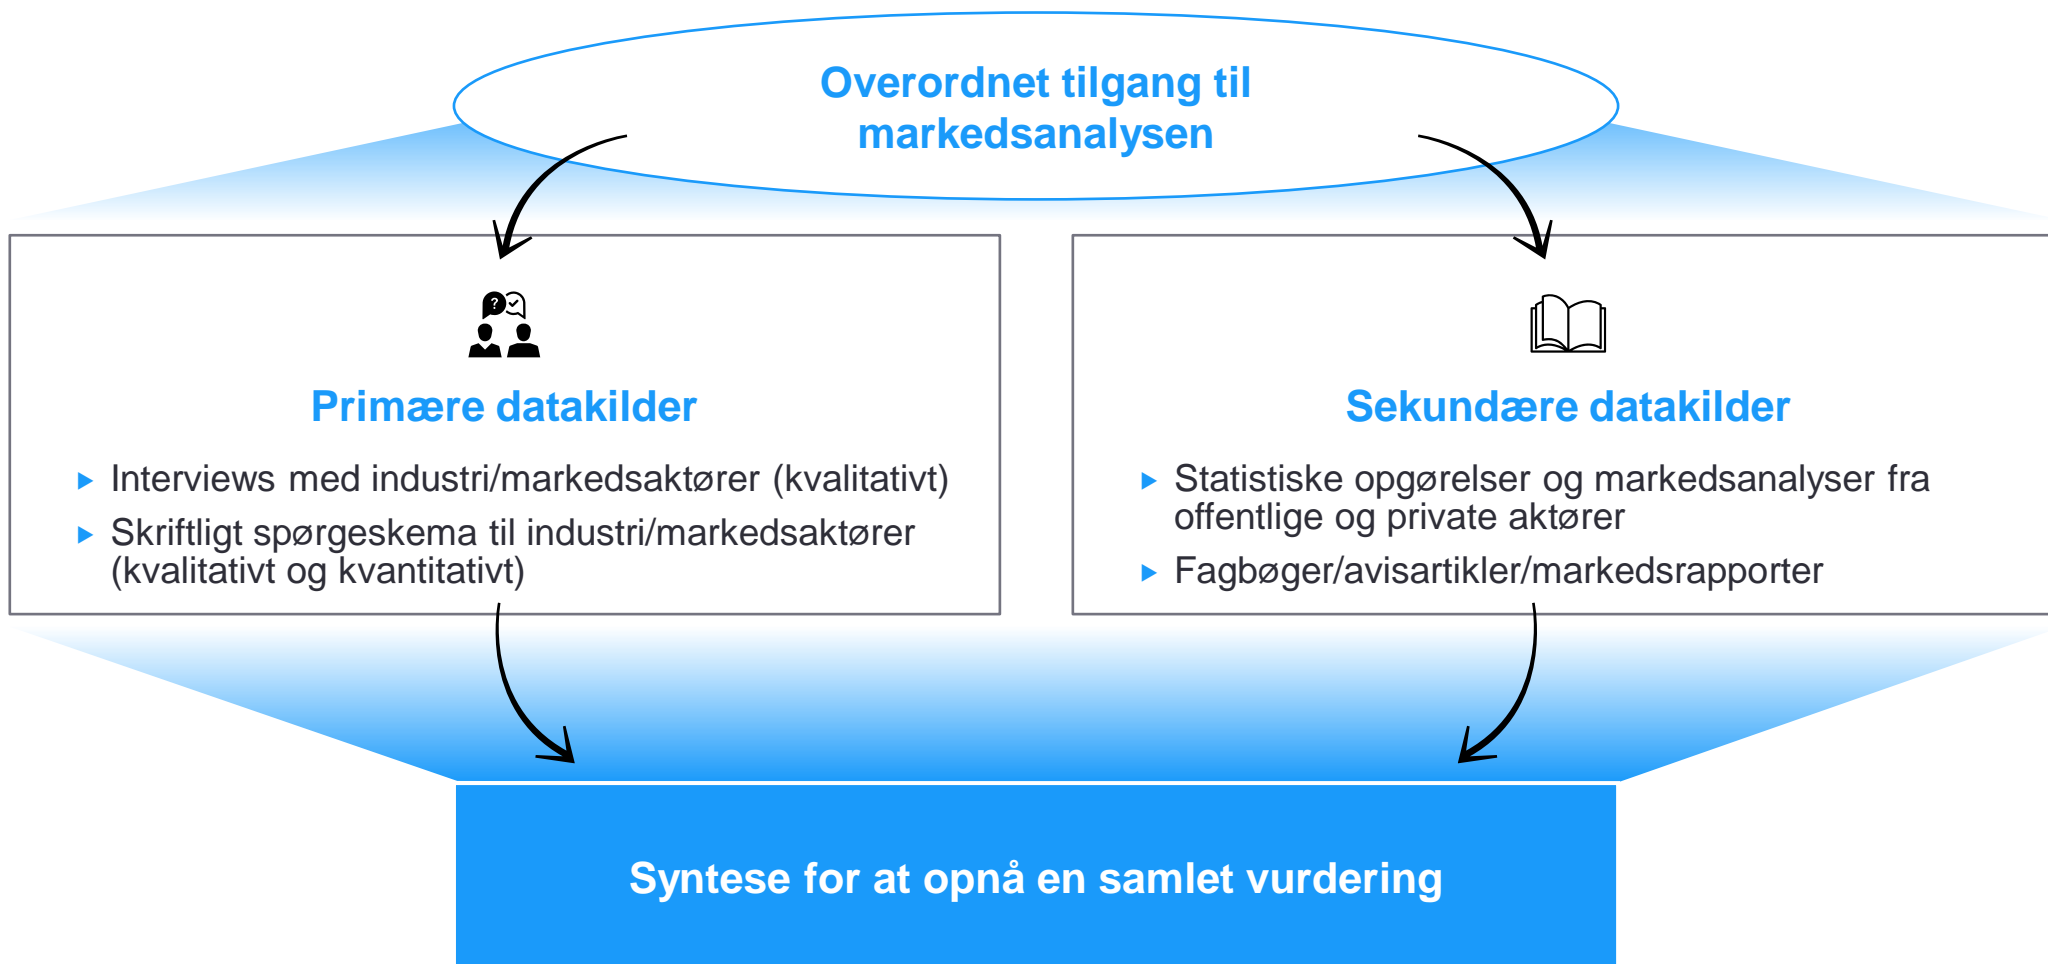 Overordnet tilgang til
markedsanalysen
?
Primære datakilder
Interviews med industri/markedsaktører (kvalitativt)
Skriftligt spørgeskema til industri/markedsaktører
(kvalitativt og kvantitativt)
Sekundære datakilder
Statistiske opgørelser og markedsanalyser fra
offentlige og private aktører
Fagbøger/avisartikler/markedsrapporter
Syntese for at opnå en samlet vurdering